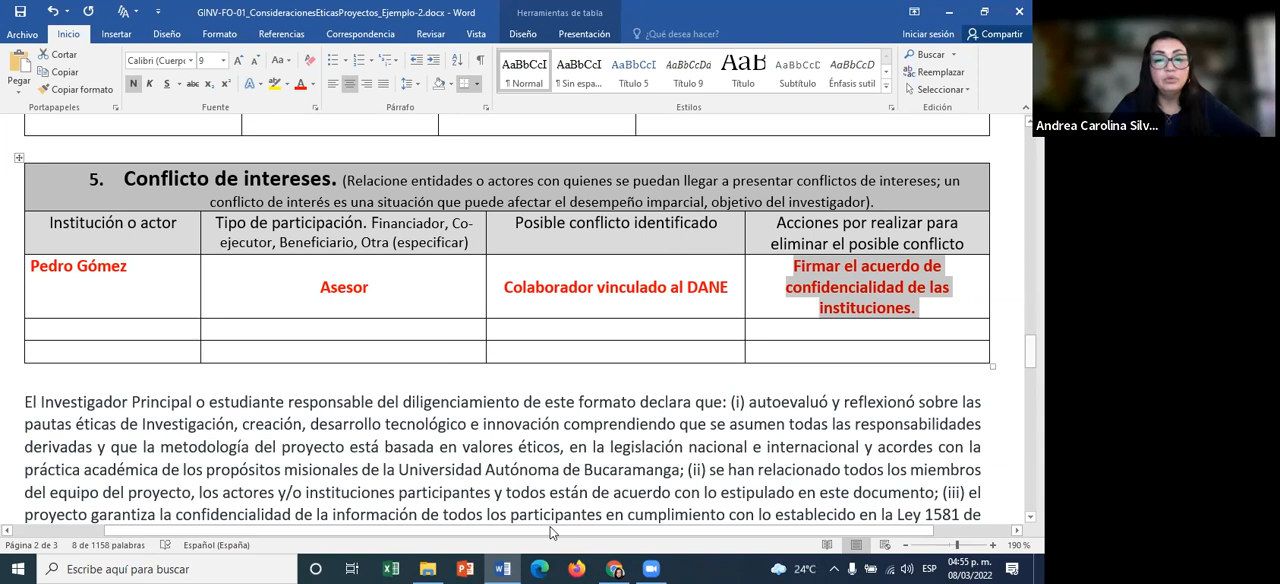 GINV-FO-01_ConsideracionesEticasProyectos_Ejemplo-2.docx - Word
Herramientas de tabla
Archivo
Inicio
Insertar
Diseño
Formato
Referencias
Correspondencia
Revisar
Vista
Diseño
Presentación
¿Qué desea hacer?
Iniciar sesión
Compartir
Pegar
Cortar
Copiar
Copiar formato
Portapapeles
Calibri (Cuerpo
9
Fuente
Párrafo
AaBbCcI
¶ Normal
AaBbCcI
¶ Sin espa...
AaBbCcI
Título 5
AaBbCcDa
Título 9
AaB
Título
AaBbCcD
Subtítulo
AaBbCcDa
Énfasis sutil
Estilos
Buscar
Reemplazar
Seleccionar
Edición
Andrea Carolina Silv...
5. Conflicto de intereses. (Relacione entidades o actores con quienes se puedan llegar a presentar conflictos de intereses; un
conflicto de interés es una situación que puede afectar el desempeño imparcial, objetivo del investigador).
Institución o actor
Tipo de participación. Financiador, Co-
ejecutor, Beneficiario, Otra (especificar)
Posible conflicto identificado
Acciones por realizar para
eliminar el posible conflicto
Pedro Gómez
Asesor
Colaborador vinculado al DANE
Firmar el acuerdo de
confidencialidad de las
instituciones.
El Investigador Principal o estudiante responsable del diligenciamiento de este formato declara que: (i) autoevaluó y reflexionó sobre las
pautas éticas de Investigación, creación, desarrollo tecnológico e innovación comprendiendo que se asumen todas las responsabilidades
derivadas y que la metodología del proyecto está basada en valores éticos, en la legislación nacional e internacional y acordes con la
práctica académica de los propósitos misionales de la Universidad Autónoma de Bucaramanga; (ii) se han relacionado todos los miembros
del equipo del proyecto, los actores y/o instituciones participantes y todos están de acuerdo con lo estipulado en este documento; (iii) el
proyecto garantiza la confidencialidad de la información de todos los participantes en cumplimiento con lo establecido en la Ley 1581 de
Página 2 de 3
8 de 1158 palabras
Español (España)
190 %
Escribe aquí para buscar
24°C
ESP
04:55 p. m.
08/03/2022